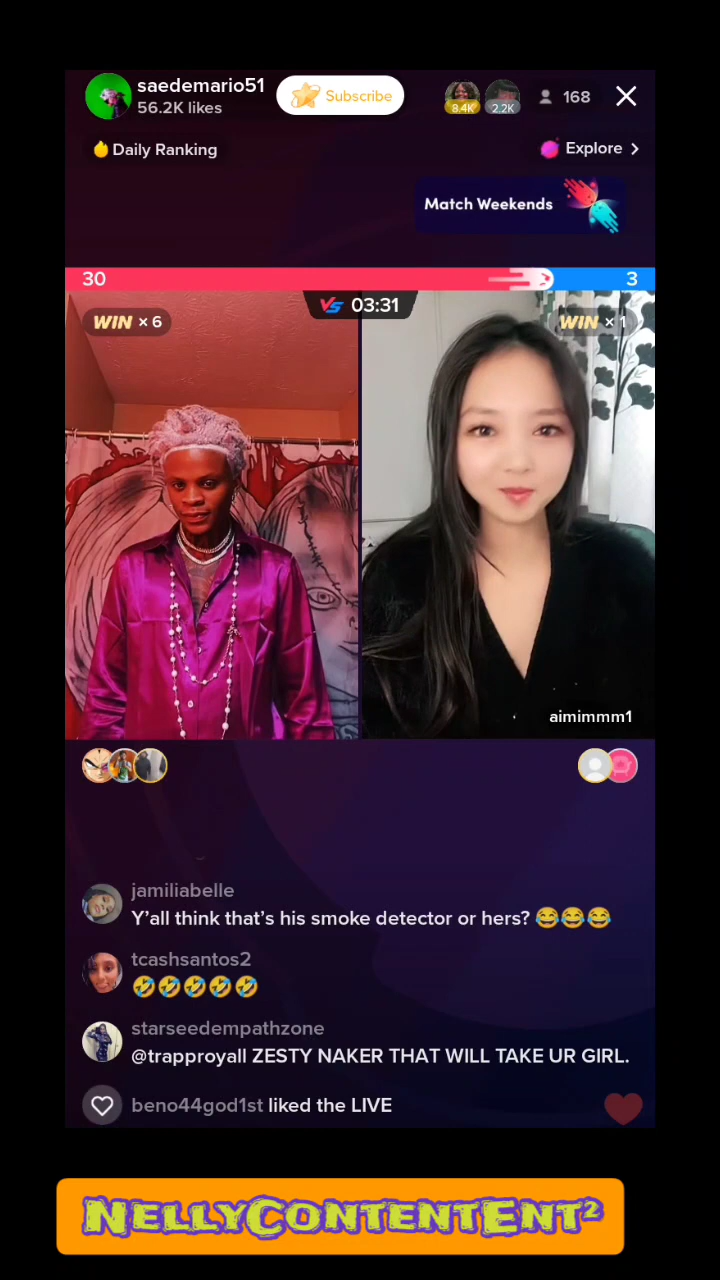 saedemario51
56.2K likes
Subscribe
8.4K
2.2K
168
Daily Ranking
Explore
Match Weekends
30
3
VS 03:31
WIN × 6
WIN × 1
aimimmm1
jamiliabelle
Y’all think that’s his smoke detector or hers? 😂😂😂
tcashsantos2
🤣🤣🤣🤣🤣
starseedempathzone
@trapproyall ZESTY NAKER THAT WILL TAKE UR GIRL.
beno44god1st liked the LIVE
NELLYCONTENTENT²